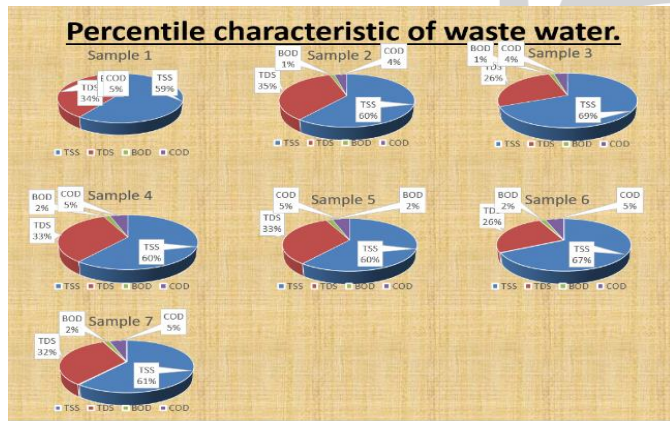 Percentile characteristic of waste water.
Sample 1
COD
5%
TSS
59%
TDS
34%
TSS TDS BOD COD
Sample 2
BOD
1%
COD
4%
TDS
35%
TSS
60%
TSS TDS BOD COD
Sample 3
BOD
1%
COD
4%
TDS
26%
TSS
69%
TSS TDS BOD COD
Sample 4
BOD
2%
COD
5%
TDS
33%
TSS
60%
TSS TDS BOD COD
Sample 5
COD
5%
BOD
2%
TDS
33%
TSS
60%
TSS TDS BOD COD
Sample 6
BOD
2%
COD
5%
26%
TSS
67%
TSS TDS BOD COD
Sample 7
BOD
2%
COD
5%
TDS
32%
TSS
61%
TSS TDS BOD COD